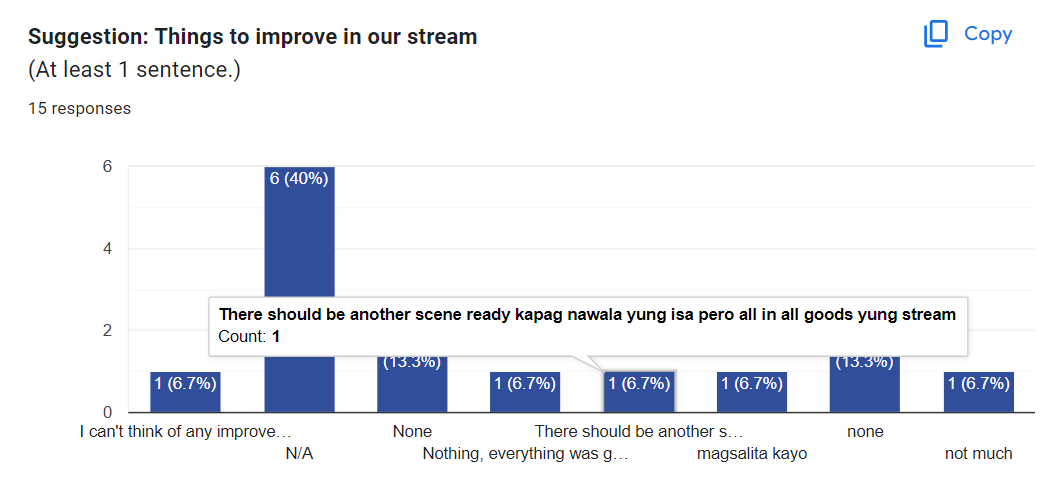 Suggestion: Things to improve in our stream
Copy
(At least 1 sentence.)
15 responses
6
4
2
0
6 (40%)
There should be another scene ready kapag nawala yung isa pero all in all goods yung stream
Count: 1
1 (6.7%)
(13.3%)
1 (6.7%)
1 (6.7%)
1 (6.7%)
(13.3%)
1 (6.7%)
I can't think of any improve…
N/A
None
Nothing, everything was g…
There should be another s…
magsalita kayo
none
not much